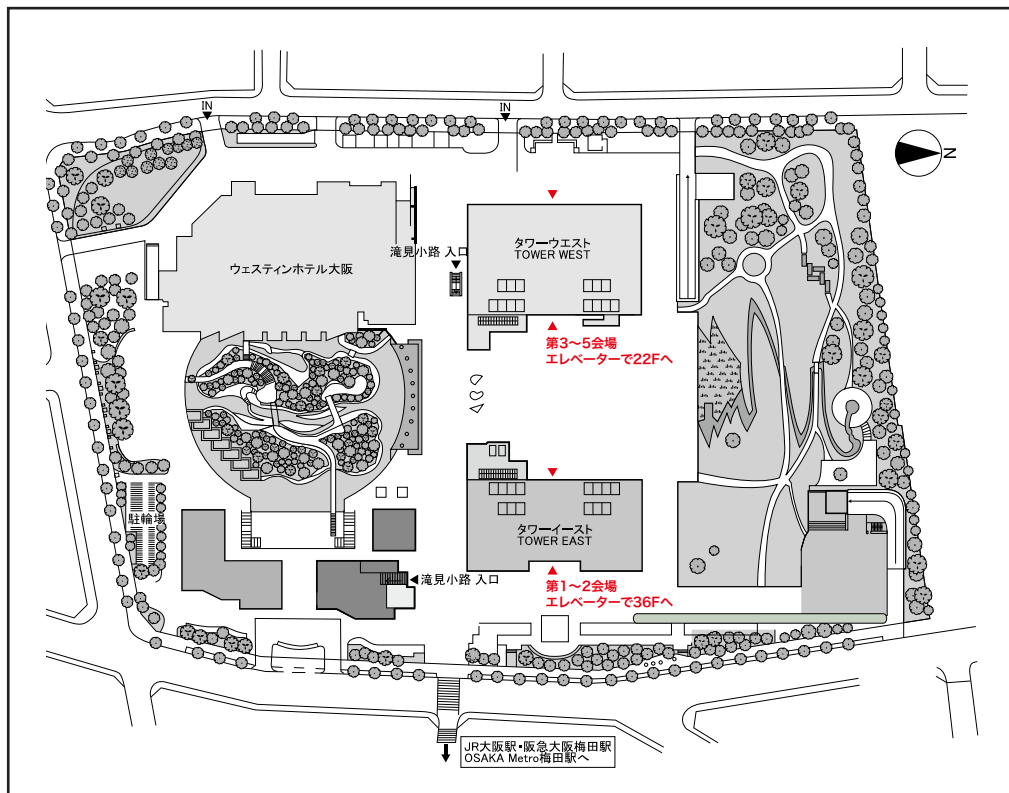 IN
IN
N
滝見小路 入口
タワーウエスト
TOWER WEST
ウェスティンホテル大阪
第3〜5会場
エレベーターで22Fへ
駐輪場
タワーイースト
TOWER EAST
滝見小路 入口
第1〜2会場
エレベーターで36Fへ
JR大阪駅・阪急大阪梅田駅
OSAKA Metro梅田駅へ